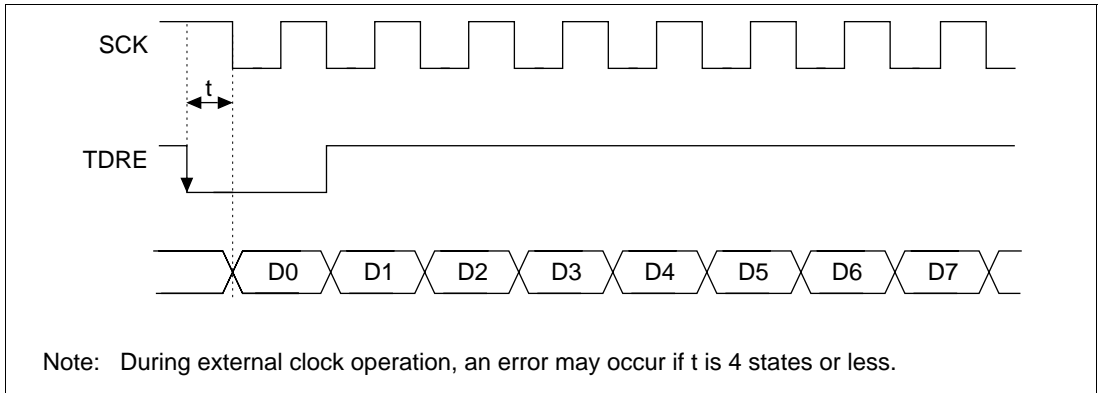 SCK
t
TDRE
D0 D1 D2 D3 D4 D5 D6 D7
Note: During external clock operation, an error may occur if t is 4 states or less.